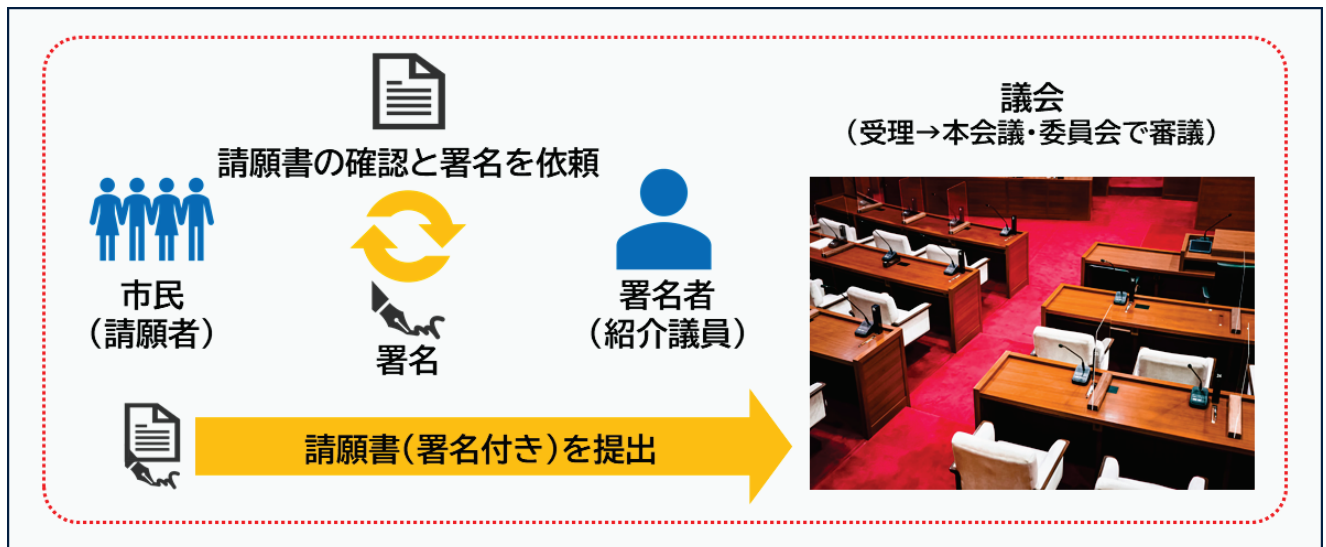 請願書の確認と署名を依頼
市民
（請願者）
署名
署名者
（紹介議員）
請願書（署名付き）を提出
議会
（受理→本会議・委員会で審議）